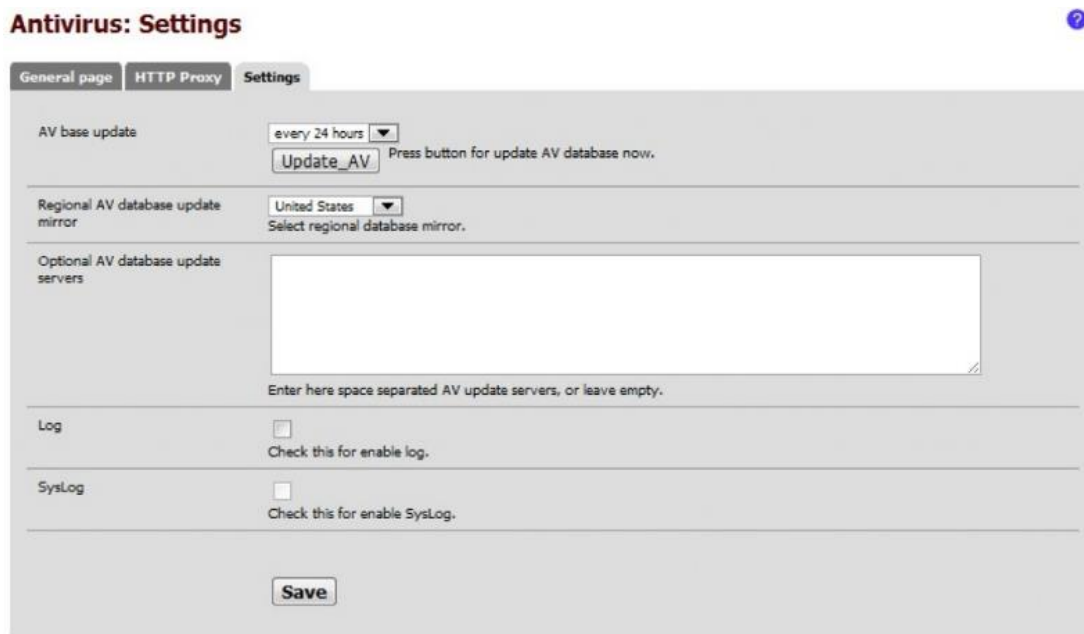 Antivirus: Settings
?
General page HTTP Proxy Settings
AV base update
every 24 hours
Update_AV Press button for update AV database now.
Regional AV database update
mirror
United States
Select regional database mirror.
Optional AV database update
servers
Enter here space separated AV update servers, or leave empty.
Log
Check this for enable log.
SysLog
Check this for enable SysLog.
Save